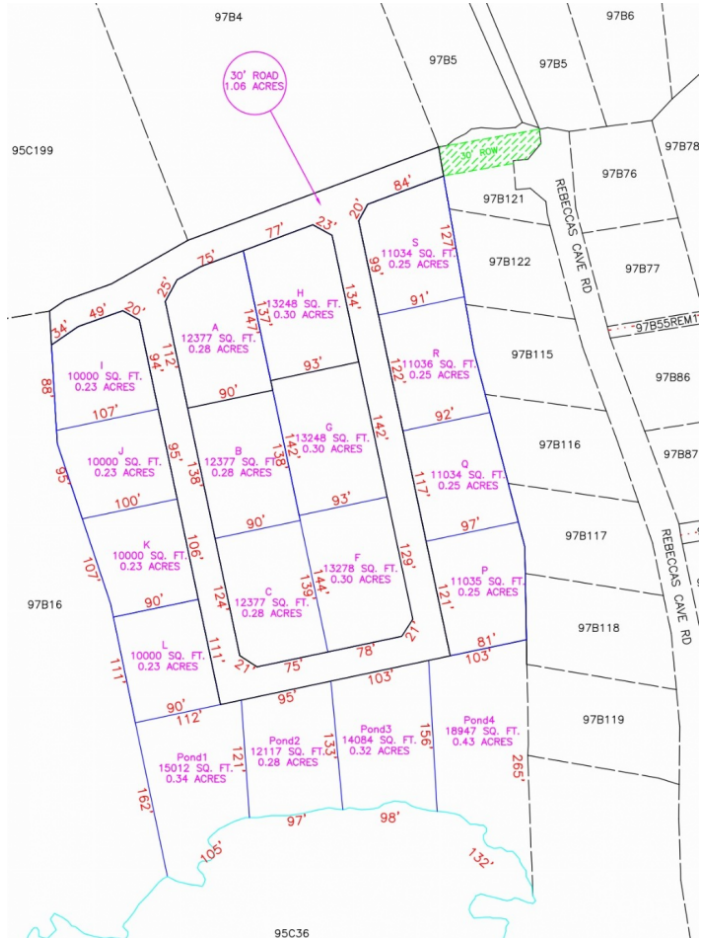 97B4
97B6
97B5
97B5
30' ROAD
1.06 ACRES
95C199
30' ROW
97B78
97B76
REBECCAS CAVE RD
97B121
97B122
97B77
97B55REM1
97B115
97B86
97B116
97B87
97B117
REBECCAS CAVE RD
97B118
97B119
97B16
95C36
84'
20'
S
11034 SQ. FT.
0.25 ACRES
127'
99'
91'
R
11036 SQ. FT.
0.25 ACRES
122'
92'
Q
11034 SQ. FT.
0.25 ACRES
117'
97'
P
11035 SQ. FT.
0.25 ACRES
121'
81'
77'
23'
75'
25'
H
13248 SQ. FT.
0.30 ACRES
134'
147'
137'
A
12377 SQ. FT.
0.28 ACRES
112'
93'
90'
G
13248 SQ. FT.
0.30 ACRES
142'
142'
138'
B
12377 SQ. FT.
0.28 ACRES
138'
93'
90'
F
13278 SQ. FT.
0.30 ACRES
129'
144'
139'
C
12377 SQ. FT.
0.28 ACRES
124'
21'
78'
75'
21'
34'
49'
20'
I
10000 SQ. FT.
0.23 ACRES
88'
94'
107'
J
10000 SQ. FT.
0.23 ACRES
95'
95'
100'
K
10000 SQ. FT.
0.23 ACRES
107'
106'
90'
L
10000 SQ. FT.
0.23 ACRES
111'
111'
90'
112'
95'
103'
103'
Pond1
15012 SQ. FT.
0.34 ACRES
162'
121'
Pond2
12117 SQ. FT.
0.28 ACRES
133'
Pond3
14084 SQ. FT.
0.32 ACRES
156'
Pond4
18947 SQ. FT.
0.43 ACRES
265'
105'
97'
98'
132'